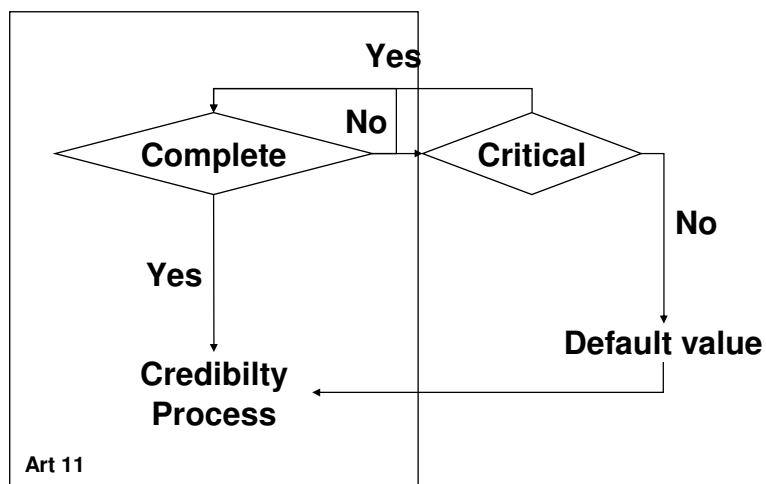 Yes
No
Complete
Critical
No
Yes
Default value
Credibilty
Process
Art 11